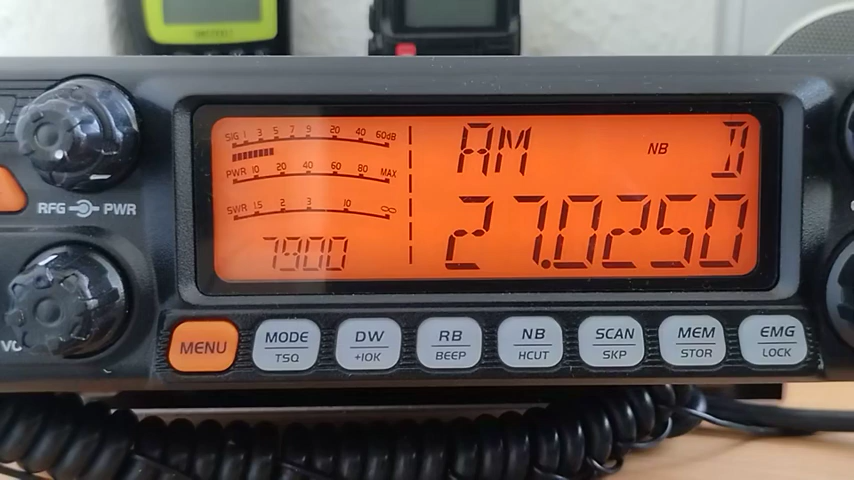 SIG 1 3 5 7 9 20 40 60dB
PWR 10 20 40 60 80 MAX
SWR 1.5 2 3 10 ∞
7900
AM NB D
27.0250
RFG PWR
MENU
MODE DW RB NB SCAN MEM EMG
TSQ +10K BEEP HCUT SKP STOR LOCK